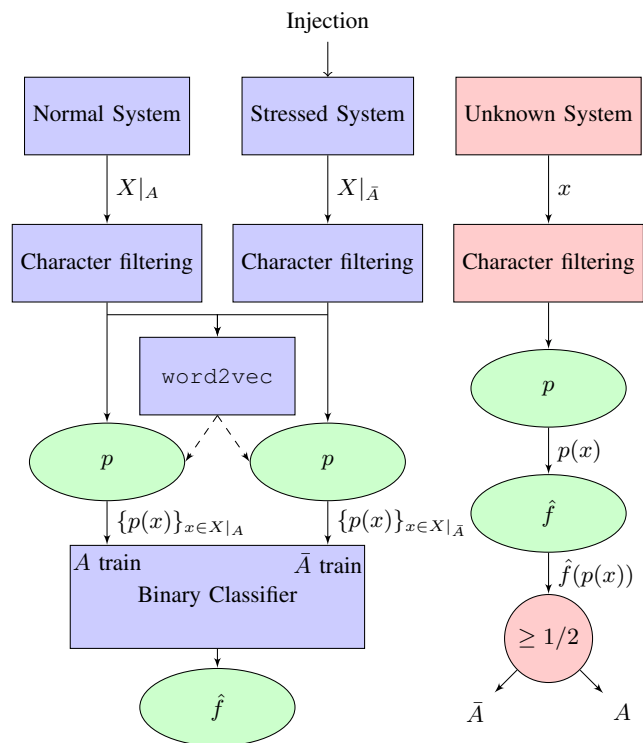 Injection
Normal System
Stressed System
Unknown System
X|_A
X|_Ā
x
Character filtering
Character filtering
Character filtering
word2vec
p
p
p
p(x)
{p(x)}_{x∈X|_A}
{p(x)}_{x∈X|_Ā}
f̂
A train
Ā train
Binary Classifier
f̂(p(x))
≥ 1/2
f̂
Ā
A